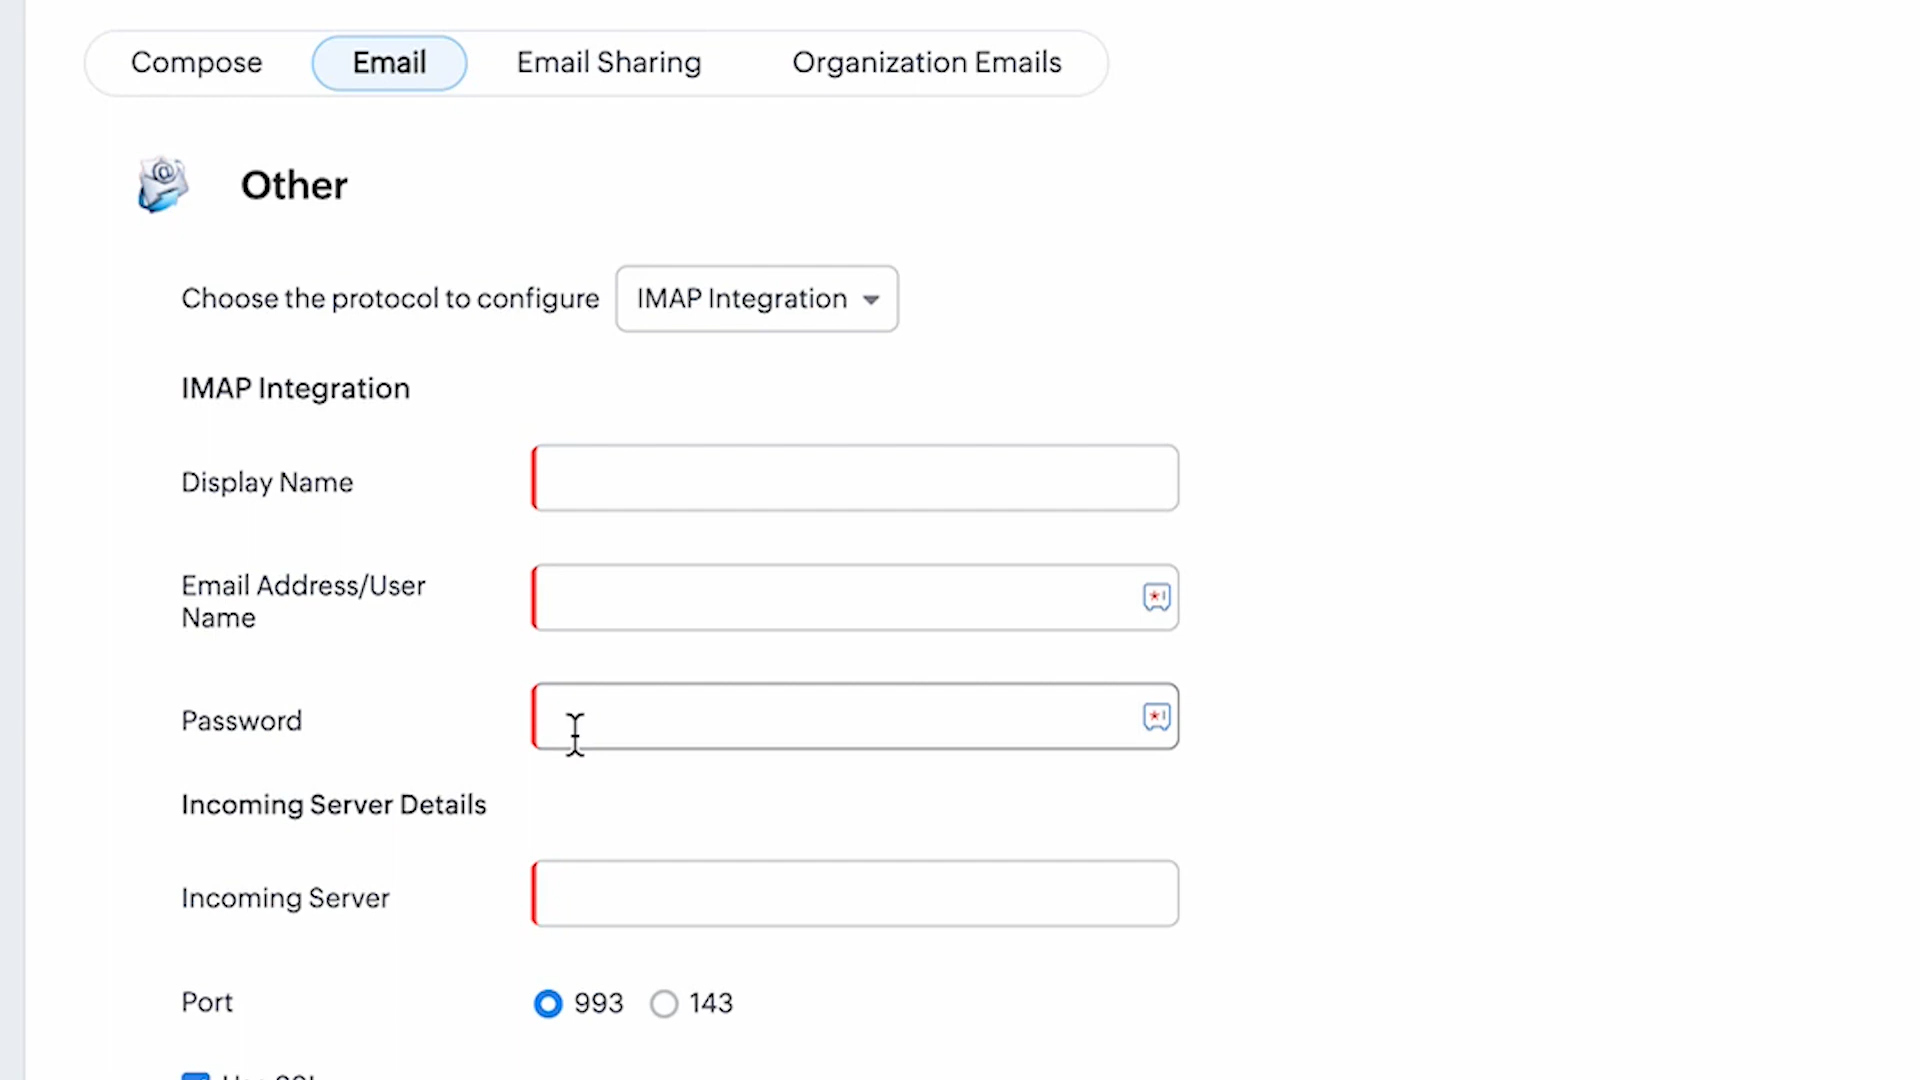 Compose Email Email Sharing Organization Emails
Other
Choose the protocol to configure IMAP Integration
IMAP Integration
Display Name
Email Address/User
Name
Password
Incoming Server Details
Incoming Server
Port 993 143